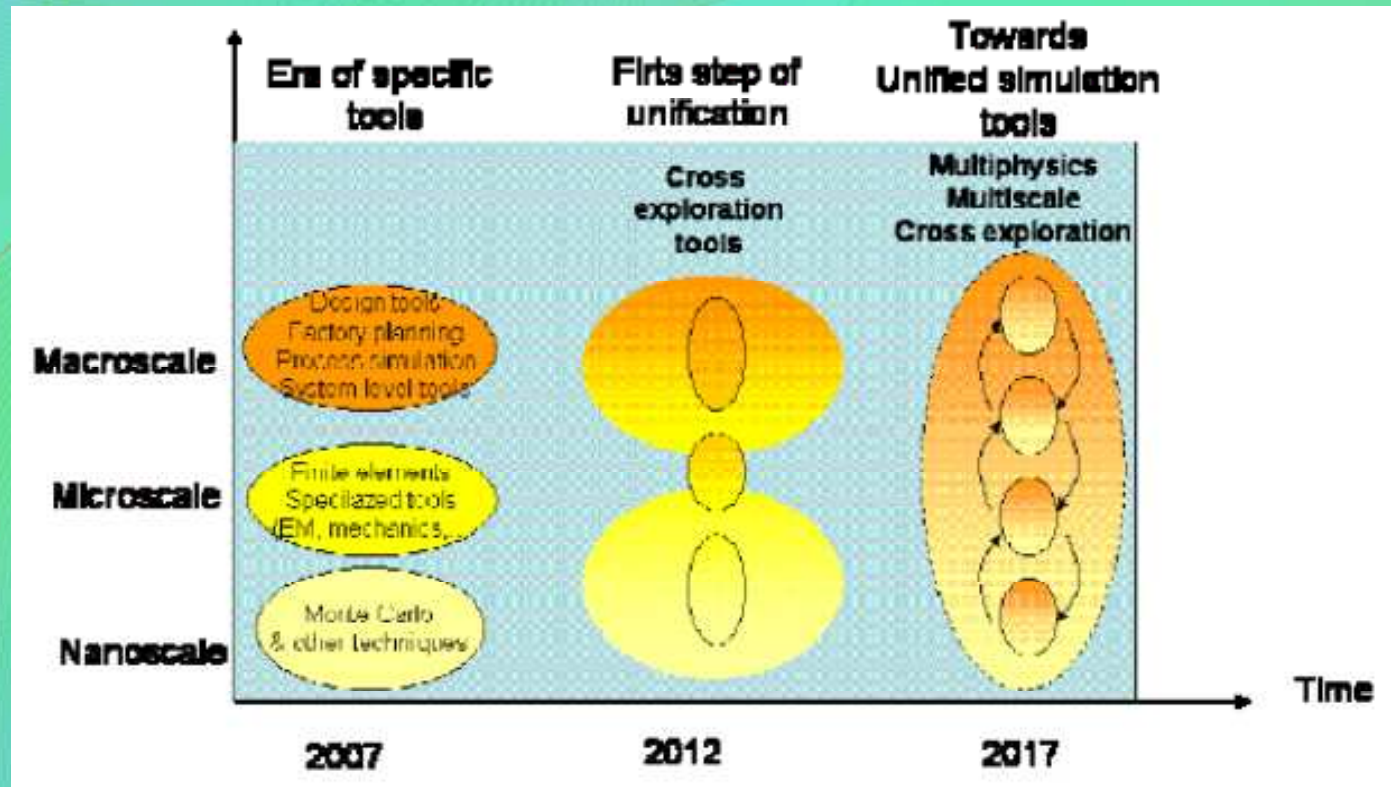 Era of specific
tools
Firts step of
unification
Towards
Unified simulation
tools
Cross
exploration
tools
Multiphysics
Multiscale
Cross exploration
Macroscale
Design tools
Factory planning
Process simulation
System level tools
Microscale
Finite elements
Specilazed tools
(EM, mechanics,...
Nanoscale
Monte Carlo
& other techniques
Time
2007
2012
2017